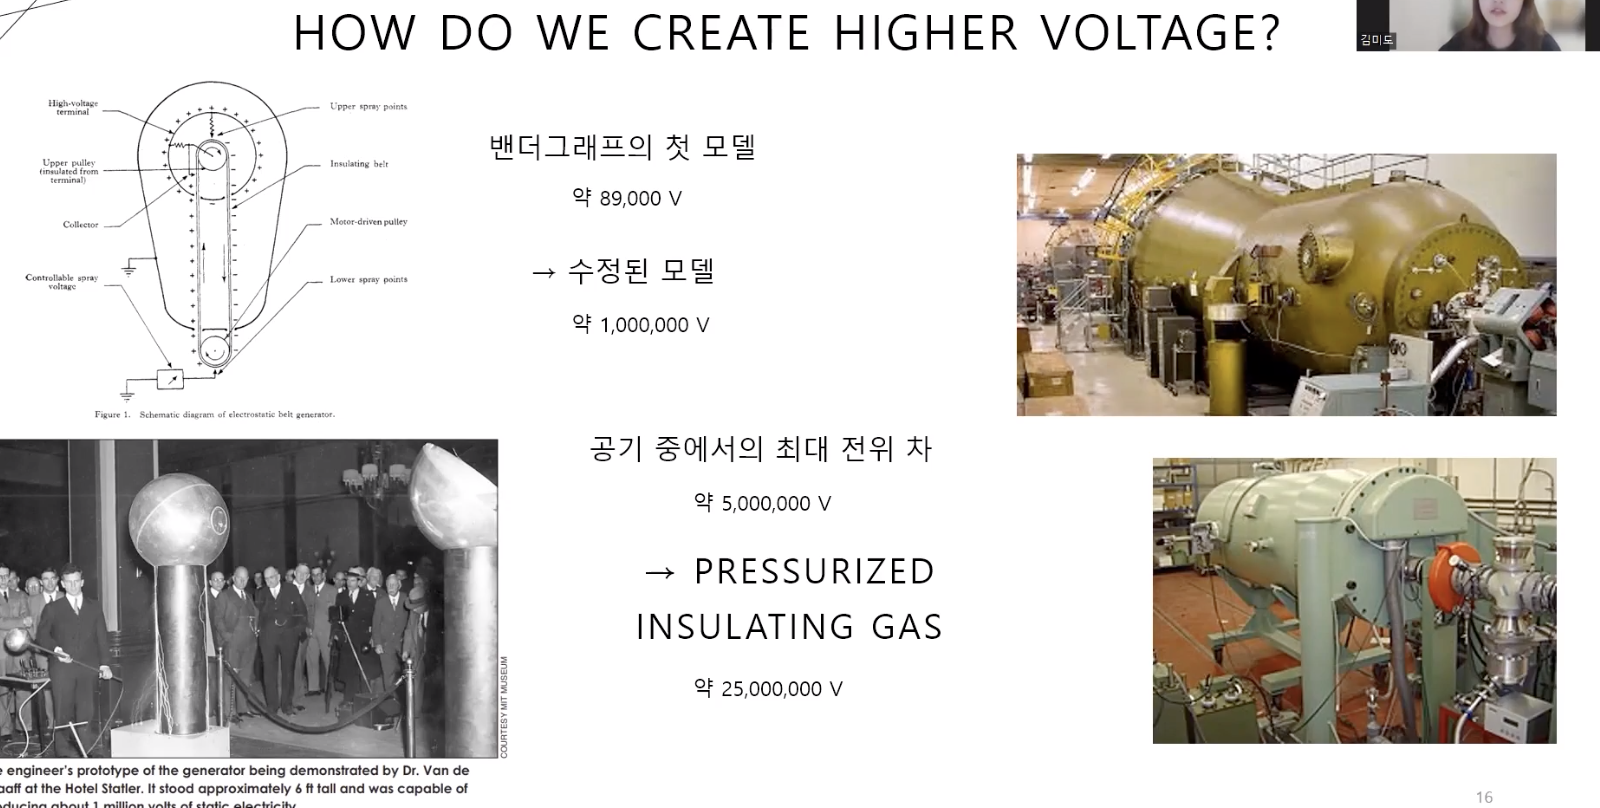 HOW DO WE CREATE HIGHER VOLTAGE?
김미도
High-voltage
terminal
Upper pulley
(insulated from
terminal)
Collector
Controllable spray
voltage
Upper spray points
Insulating belt
Motor-driven pulley
Lower spray points
Figure 1. Schematic diagram of electrostatic belt generator.
밴더그래프의 첫 모델
약 89,000 V
→ 수정된 모델
약 1,000,000 V
공기 중에서의 최대 전위 차
약 5,000,000 V
→ PRESSURIZED
INSULATING GAS
약 25,000,000 V
COURTESY MIT MUSEUM
engineer's prototype of the generator being demonstrated by Dr. Van de
aaff at the Hotel Statler. It stood approximately 6 ft tall and was capable of
ducing about 1 million volts of static electricity.
16